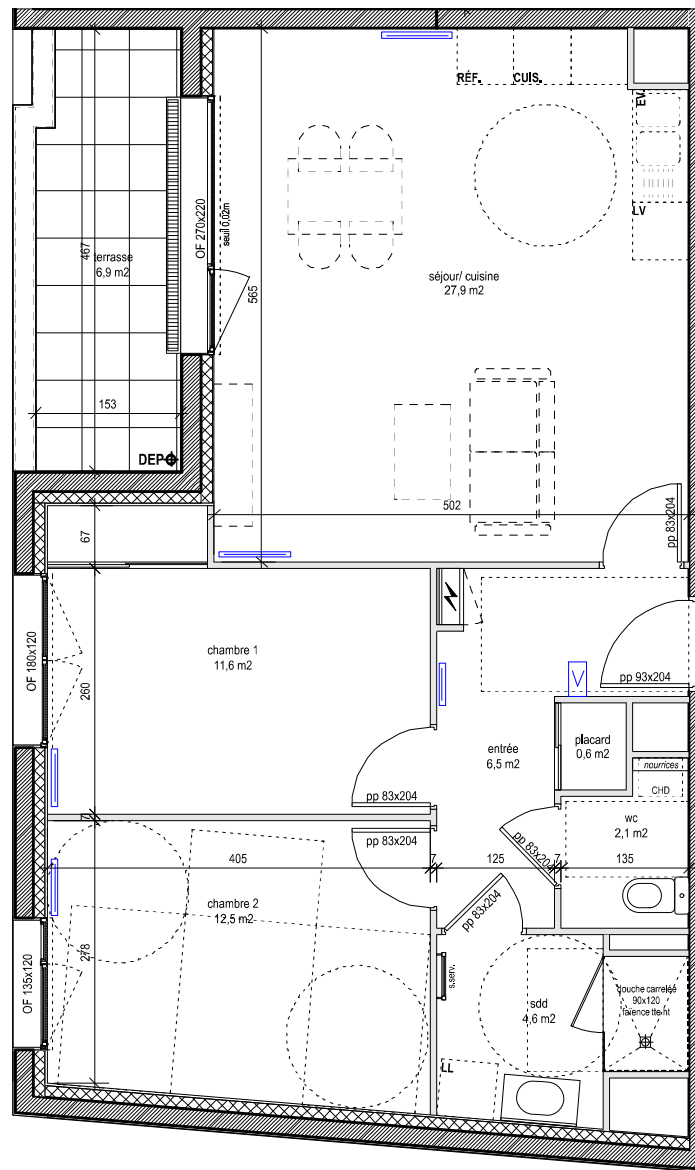 RÉF.
CUIS.
EV.
LV
OF 270x220
seuil 0,02m
467
terrasse
6,9 m2
séjour/ cuisine
27,9 m2
565
153
DEP
502
67
pp 83x204
OF 180x120
chambre 1
11,6 m2
260
pp 93x204
V
entrée
6,5 m2
placard
0,6 m2
nourrices
CHD
pp 83x204
7
wc
2,1 m2
pp 83x204
pp 83x204
405
7
125
7
135
chambre 2
12,5 m2
pp 83x204
278
OF 135x120
s.serv.
sdd
4,6 m2
douche carrelée
90x120
faïence tte ht
LL